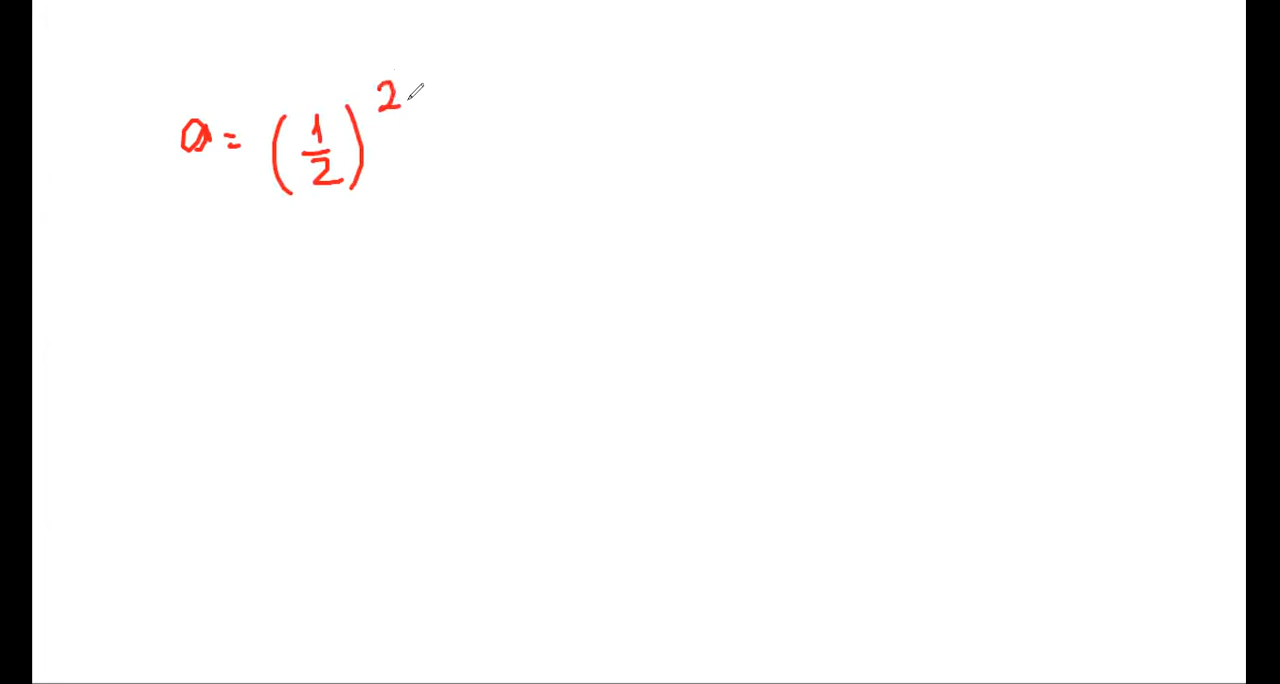 a = (1/2)^2